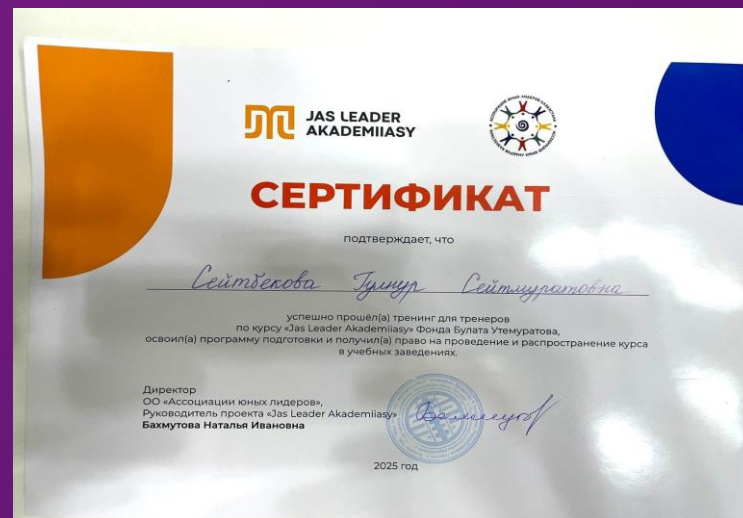 JAS LEADER
AKADEMIIASY
СЕРТИФИКАТ
подтверждает, что
Сейтбекова Гулнур Сейтмуратовна
успешно прошёл(а) тренинг для тренеров
по курсу «Jas Leader Akademiiasy» Фонда Булата Утемуратова,
освоил(а) программу подготовки и получил(а) право на проведение и распространение курса
в учебных заведениях.
Директор
ОО «Ассоциации юных лидеров»,
Руководитель проекта «Jas Leader Akademiiasy»
Бахмутова Наталья Ивановна
2025 год